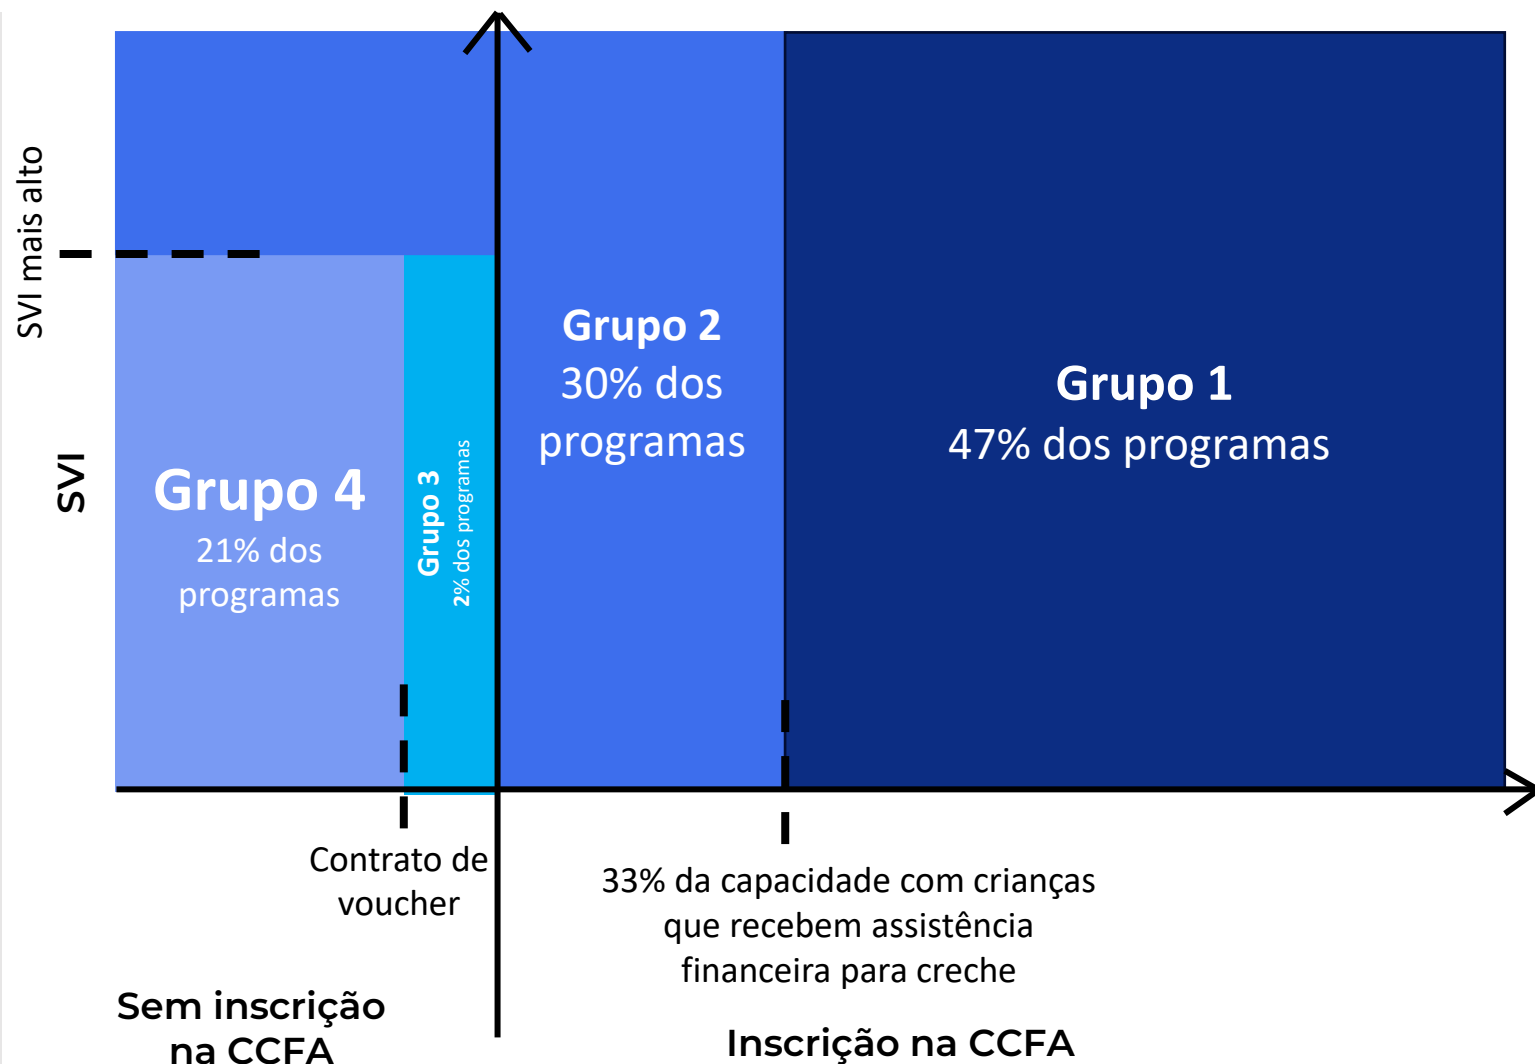 SVI mais alto
SVI
Grupo 4
21% dos
programas
Grupo 3
2% dos programas
Grupo 2
30% dos
programas
Grupo 1
47% dos programas
Contrato de
voucher
33% da capacidade com crianças
que recebem assistência
financeira para creche
Sem inscrição
na CCFA
Inscrição na CCFA